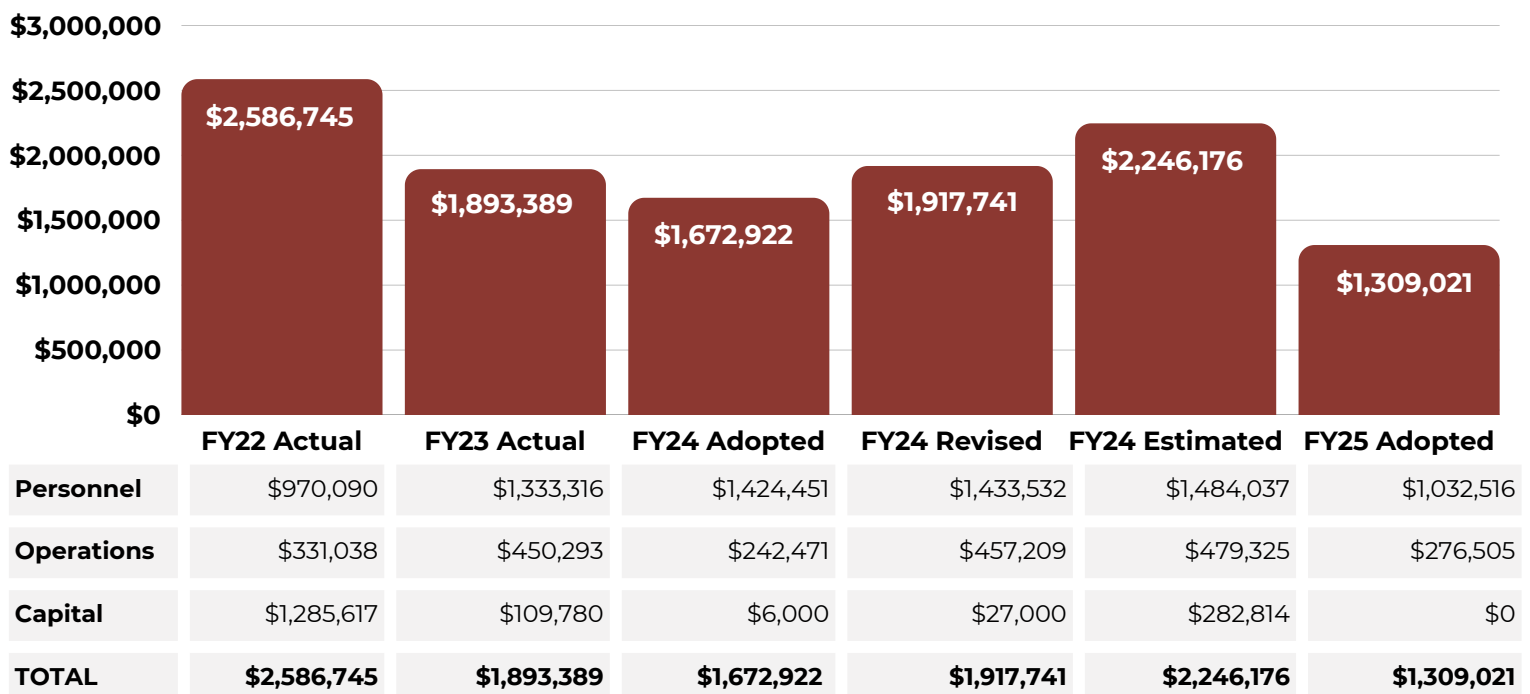 $3,000,000
$2,500,000
$2,000,000
$1,500,000
$1,000,000
$500,000
$0
$2,586,745
$1,893,389
$1,672,922
$1,917,741
$2,246,176
$1,309,021
FY22 Actual FY23 Actual FY24 Adopted FY24 Revised FY24 Estimated FY25 Adopted
Personnel $970,090 $1,333,316 $1,424,451 $1,433,532 $1,484,037 $1,032,516
Operations $331,038 $450,293 $242,471 $457,209 $479,325 $276,505
Capital $1,285,617 $109,780 $6,000 $27,000 $282,814 $0
TOTAL $2,586,745 $1,893,389 $1,672,922 $1,917,741 $2,246,176 $1,309,021